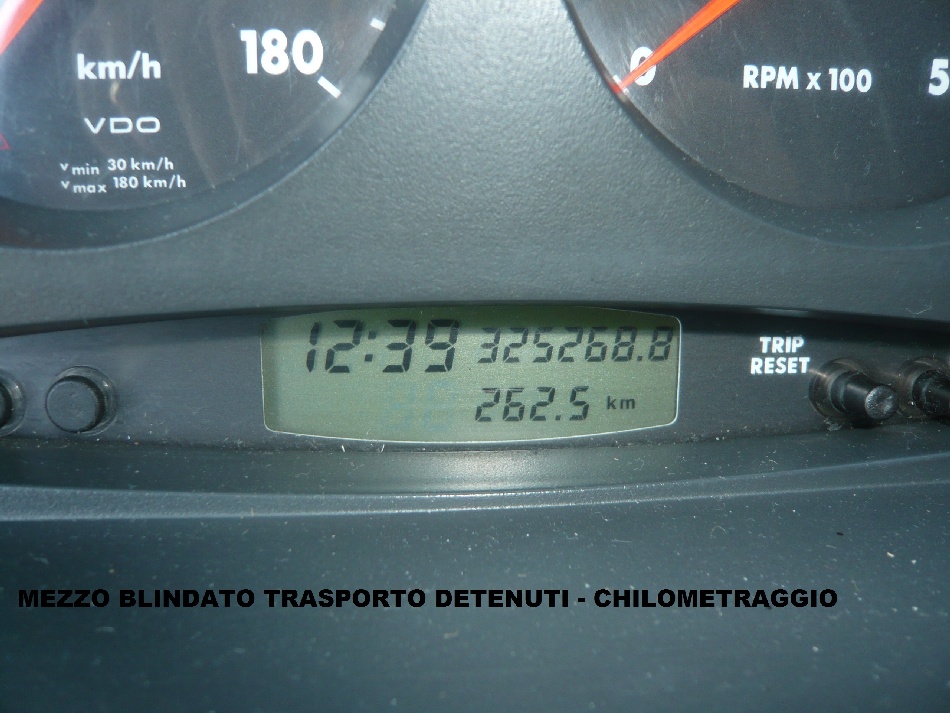 km/h
180
VDO
v min 30 km/h
v max 180 km/h
0
RPM x 100
5
12:39 325268.8
262.5 km
TRIP
RESET
MEZZO BLINDATO TRASPORTO DETENUTI - CHILOMETRAGGIO